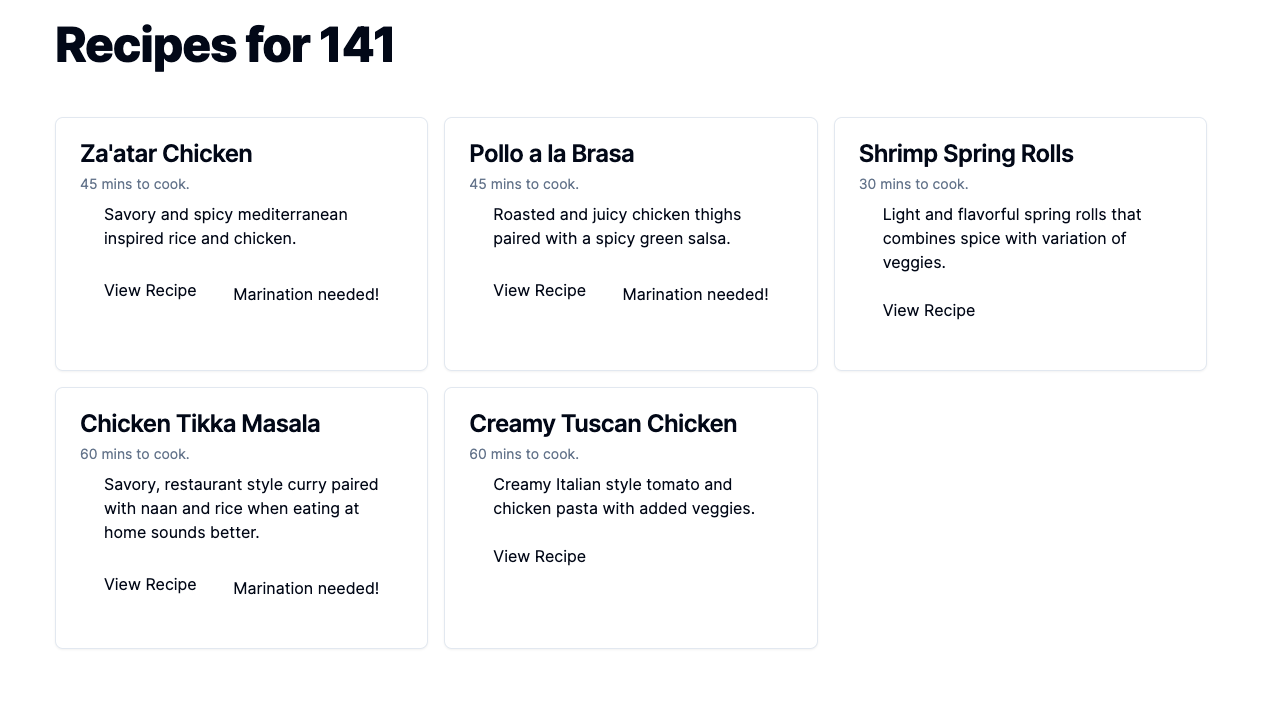 Recipes for 141
Za'atar Chicken
45 mins to cook.
Savory and spicy mediterranean
inspired rice and chicken.
View Recipe
Marination needed!
Pollo a la Brasa
45 mins to cook.
Roasted and juicy chicken thighs
paired with a spicy green salsa.
View Recipe
Marination needed!
Shrimp Spring Rolls
30 mins to cook.
Light and flavorful spring rolls that
combines spice with variation of
veggies.
View Recipe
Chicken Tikka Masala
60 mins to cook.
Savory, restaurant style curry paired
with naan and rice when eating at
home sounds better.
View Recipe
Marination needed!
Creamy Tuscan Chicken
60 mins to cook.
Creamy Italian style tomato and
chicken pasta with added veggies.
View Recipe